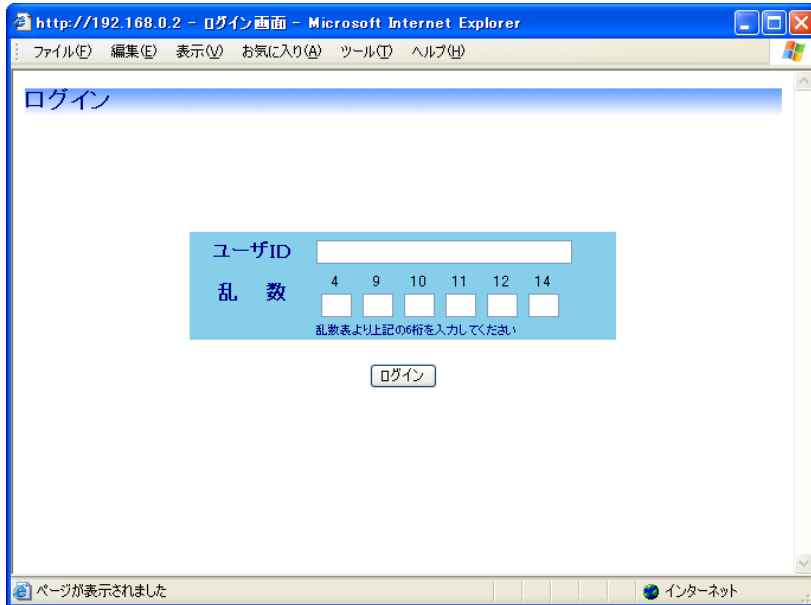 http://192.168.0.2 - ログイン画面 - Microsoft Internet Explorer
ファイル(F) 編集(E) 表示(V) お気に入り(A) ツール(T) ヘルプ(H)
ログイン
ユーザID
4 9 10 11 12 14
乱 数
乱数表より上記の6桁を入力してください
ログイン
ページが表示されました インターネット